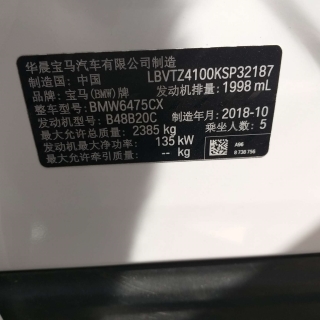 华晨宝马汽车有限公司制造
制造国：中国 LBVTZ4100KSP32187
品牌：宝马(BMW)牌 发动机排量：1998 mL
整车型号：BMW6475CX
发动机型号：B48B20C 制造年月：2018-10
最大允许总质量：2385 kg 乘坐人数：5
发动机最大净功率：135 kW
最大允许牵引质量：-- kg
A96
8 738 756